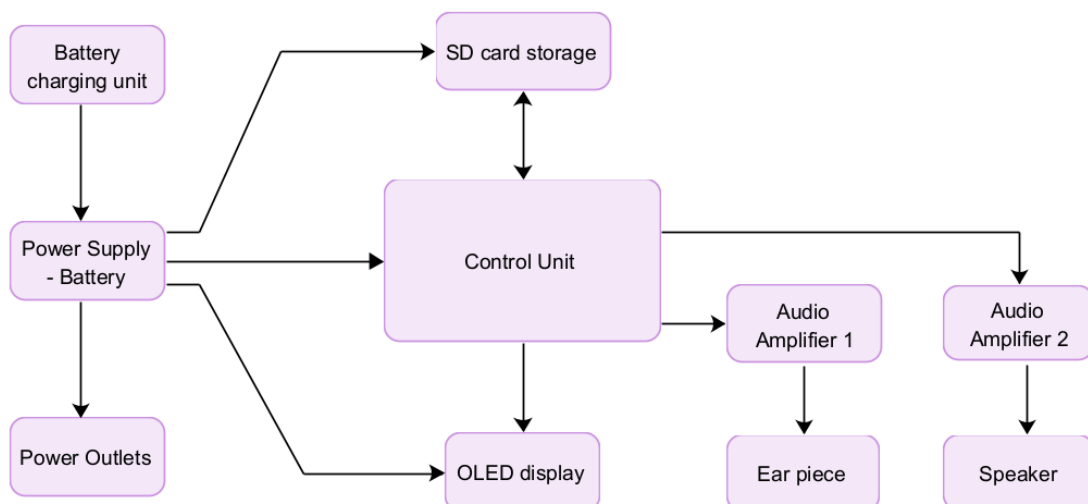 Battery
charging unit
SD card storage
Power Supply
- Battery
Control Unit
Audio
Amplifier 1
Audio
Amplifier 2
Power Outlets
OLED display
Ear piece
Speaker